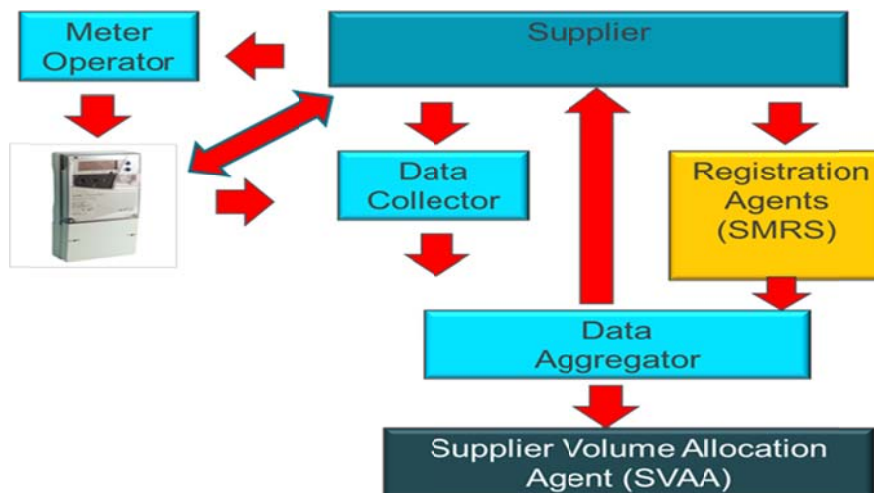 Meter
Operator
Supplier
Data
Collector
Registration
Agents
(SMRS)
Data
Aggregator
Supplier Volume Allocation
Agent (SVAA)